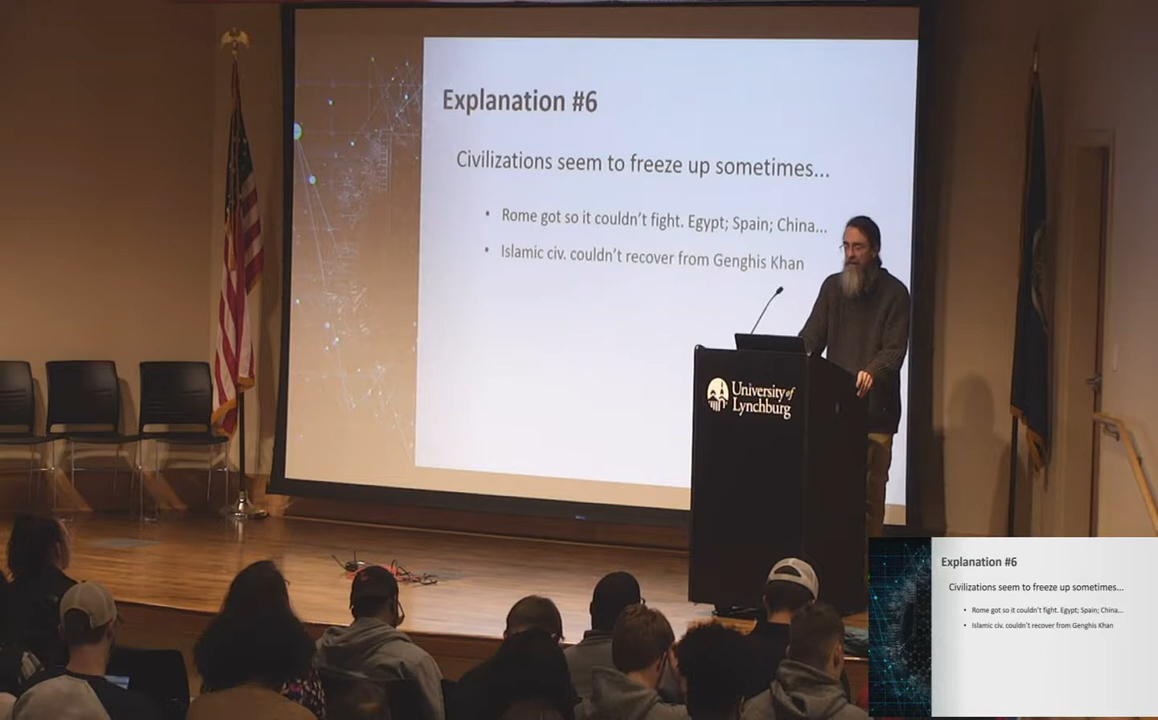 Explanation #6
Civilizations seem to freeze up sometimes...
• Rome got so it couldn't fight. Egypt; Spain; China...
• Islamic civ. couldn't recover from Genghis Khan
University of
Lynchburg
Explanation #6
Civilizations seem to freeze up sometimes...
• Rome got so it couldn't fight. Egypt; Spain; China...
• Islamic civ. couldn't recover from Genghis Khan